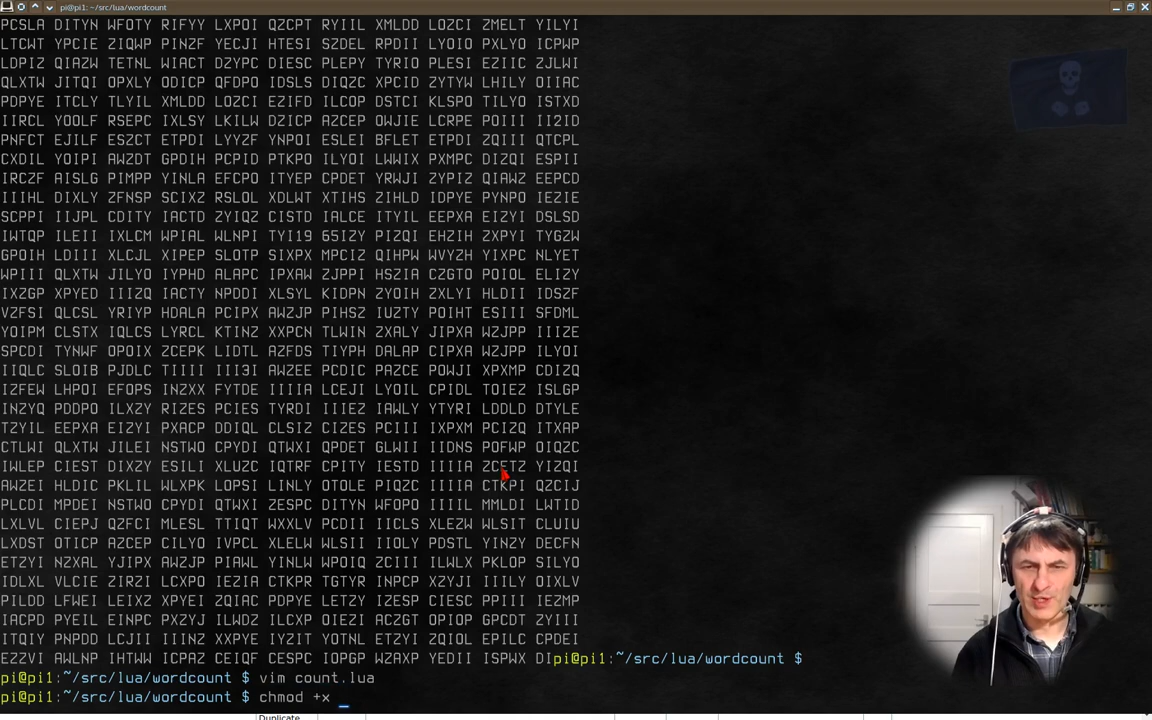 pi@pi1: ~/src/lua/wordcount
PCSLA DITYN WFOTY RIFYY LXPOI QZCPT RYIIL XMLDD LOZCI ZMELT YILYI
LTCWT YPCIE ZIQWP PINZF YECJI HTESI SZDEL RPDII LYOIO PXLYO ICPWP
LDPIZ QIAZW TETNL WIACT DZYPC DIESC PLEPY TYRIO PLESI EZIIC ZJLWI
QLXTW JITQI OPXLY ODICP QFDPO IDSLS DIQZC XPCID ZYTYW LHILY OIIAC
PDPYE ITCLY TLYIL XMLDD LOZCI EZIFD ILCOP DSTCI KLSPO TILYO ISTXD
IIRCL YOOLF RSEPC IXLSY LKILW DZICP AZCEP OWJIE LCRPE POIII II2ID
PNFCT EJILF ESZCT ETPDI LYYZF YNPOI ESLEI BFLET ETPDI ZQIII QTCPL
CXDIL YOIPI AWZDT GPDIH PCPID PTKPO ILYOI LWWIX PXMPC DIZQI ESPII
IRCZF AISLG PIMPP YINLA EFCPO ITYEP CPDET YRWJI ZYPIZ QIAWZ EEPCD
IIIHL DIXLY ZFNSP SCIXZ RSLOL XDLWT XTIHS ZIHLD IDPYE PYNPO IEZIE
SCPPI IIJPL CDITY IACTD ZYIQZ CISTD IALCE ITYIL EEPXA EIZYI DSLSD
IWTQP ILEII IXLCM WPIAL WLNPI TYI19 65IZY PIZQI EHZIH ZXPYI TYGZW
GPOIH LDIII XLCJL XIPEP SLOTP SIXPX MPCIZ QIHPW WVYZH YIXPC NLYET
WPIII QLXTW JILYO IYPHD ALAPC IPXAW ZJPPI HSZIA CZGTO POIOL ELIZY
IXZGP XPYED IIIZQ IACTY NPDDI XLSYL KIDPN ZYOIH ZXLYI HLDII IDSZF
VZFSI QLCSL YRIYP HDALA PCIPX AWZJP PIHSZ IUZTY POIHT ESIII SFDML
YOIPM CLSTX IQLCS LYRCL KTINZ XXPCN TLWIN ZXALY JIPXA WZJPP IIIZE
SPCDI TYNWF OPOIX ZCEPK LIDTL AZFDS TIYPH DALAP CIPXA WZJPP ILYOI
IIQLC SLOIB PJDLC TIIII III3I AWZEE PCDIC PAZCE POWJI XPXMP CDIZQ
IZFEW LHPOI EFOPS INZXX FYTDE IIIIA LCEJI LYOIL CPIDL TOIEZ ISLGP
INZYQ PDDPO ILXZY RIZES PCIES TYRDI IIIEZ IAWLY YTYRI LDDLD DTYLE
TZYIL EEPXA EIZYI PXACP DDIQL CLSIZ CIZES PCIII IXPXM PCIZQ ITXAP
CTLWI QLXTW JILEI NSTWO CPYDI QTWXI QPDET GLWII IIDNS POFWP OIQZC
IWLEP CIEST DIXZY ESILI XLUZC IQTRF CPITY IESTD IIIIA ZCETZ YIZQI
AWZEI HLDIC PKLIL WLXPK LOPSI LINLY OTOLE PIQZC IIIIA CTKPI QZCIJ
PLCDI MPDEI NSTWO CPYDI QTWXI ZESPC DITYN WFOPO IIIIL MMLDI LWTID
LXLVL CIEPJ QZFCI MLESL TTIQT WXXLV PCDII IICLS XLEZW WLSIT CLUIU
LXDST OTICP AZCEP CILYO IVPCL XLELW WLSII IIOLY PDSTL YINZY DECFN
ETZYI NZXAL YJIPX AWZJP PIAWL YINLW WPOIQ ZCIII ILWLX PKLOP SILYO
IDLXL VLCIE ZIRZI LCXPO IEZIA CTKPR TGTYR INPCP XZYJI IIILY OIXLV
PILDD LFWEI LEIXZ XPYEI ZQIAC PDPYE LETZY IZESP CIESC PPIII IEZMP
IACPD PYEIL EINPC PXZYJ ILWDZ ILCXP OIEZI ACZGT OPIOP GPCDT ZYIII
ITQIY PNPDD LCJII IIINZ XXPYE IYZIT YOTNL ETZYI ZQIOL EPILC CPDEI
EZZVI AWLNP IHTWW ICPAZ CEIQF CESPC IOPGP WZAXP YEDII ISPWX DIpi@pi1:~/src/lua/wordcount $
pi@pi1:~/src/lua/wordcount $ vim count.lua
pi@pi1:~/src/lua/wordcount $ chmod +x _
Duplicate